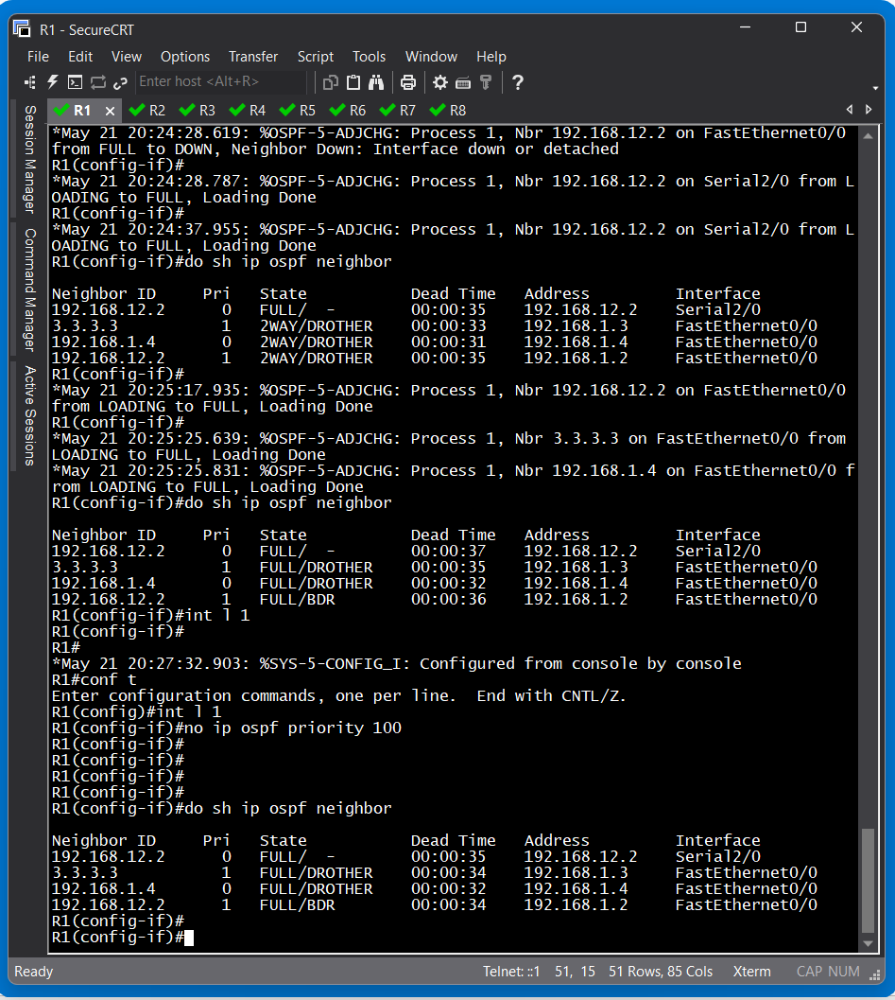 R1 - SecureCRT
File Edit View Options Transfer Script Tools Window Help
Enter host <Alt+R>
Session Manager
Command Manager
Active Sessions
R1 R2 R3 R4 R5 R6 R7 R8
*May 21 20:24:28.619: %OSPF-5-ADJCHG: Process 1, Nbr 192.168.12.2 on FastEthernet0/0
from FULL to DOWN, Neighbor Down: Interface down or detached
R1(config-if)#
*May 21 20:24:28.787: %OSPF-5-ADJCHG: Process 1, Nbr 192.168.12.2 on Serial2/0 from L
OADING to FULL, Loading Done
R1(config-if)#
*May 21 20:24:37.955: %OSPF-5-ADJCHG: Process 1, Nbr 192.168.12.2 on Serial2/0 from L
OADING to FULL, Loading Done
R1(config-if)#do sh ip ospf neighbor
Neighbor ID     Pri   State           Dead Time   Address         Interface
192.168.12.2      0   FULL/  -        00:00:35    192.168.12.2    Serial2/0
3.3.3.3           1   2WAY/DROTHER    00:00:33    192.168.1.3     FastEthernet0/0
192.168.1.4       0   2WAY/DROTHER    00:00:31    192.168.1.4     FastEthernet0/0
192.168.12.2      1   2WAY/DROTHER    00:00:35    192.168.1.2     FastEthernet0/0
R1(config-if)#
*May 21 20:25:17.935: %OSPF-5-ADJCHG: Process 1, Nbr 192.168.12.2 on FastEthernet0/0
from LOADING to FULL, Loading Done
R1(config-if)#
*May 21 20:25:25.639: %OSPF-5-ADJCHG: Process 1, Nbr 3.3.3.3 on FastEthernet0/0 from
LOADING to FULL, Loading Done
*May 21 20:25:25.831: %OSPF-5-ADJCHG: Process 1, Nbr 192.168.1.4 on FastEthernet0/0 f
rom LOADING to FULL, Loading Done
R1(config-if)#do sh ip ospf neighbor
Neighbor ID     Pri   State           Dead Time   Address         Interface
192.168.12.2      0   FULL/  -        00:00:37    192.168.12.2    Serial2/0
3.3.3.3           1   FULL/DROTHER    00:00:35    192.168.1.3     FastEthernet0/0
192.168.1.4       0   FULL/DROTHER    00:00:32    192.168.1.4     FastEthernet0/0
192.168.12.2      1   FULL/BDR        00:00:36    192.168.1.2     FastEthernet0/0
R1(config-if)#int l 1
R1(config-if)#
R1#
*May 21 20:27:32.903: %SYS-5-CONFIG_I: Configured from console by console
R1#conf t
Enter configuration commands, one per line.  End with CNTL/Z.
R1(config)#int l 1
R1(config-if)#no ip ospf priority 100
R1(config-if)#
R1(config-if)#
R1(config-if)#
R1(config-if)#
R1(config-if)#do sh ip ospf neighbor
Neighbor ID     Pri   State           Dead Time   Address         Interface
192.168.12.2      0   FULL/  -        00:00:35    192.168.12.2    Serial2/0
3.3.3.3           1   FULL/DROTHER    00:00:34    192.168.1.3     FastEthernet0/0
192.168.1.4       0   FULL/DROTHER    00:00:32    192.168.1.4     FastEthernet0/0
192.168.12.2      1   FULL/BDR        00:00:34    192.168.1.2     FastEthernet0/0
R1(config-if)#
R1(config-if)#
Ready Telnet: ::1 51, 15 51 Rows, 85 Cols Xterm CAP NUM